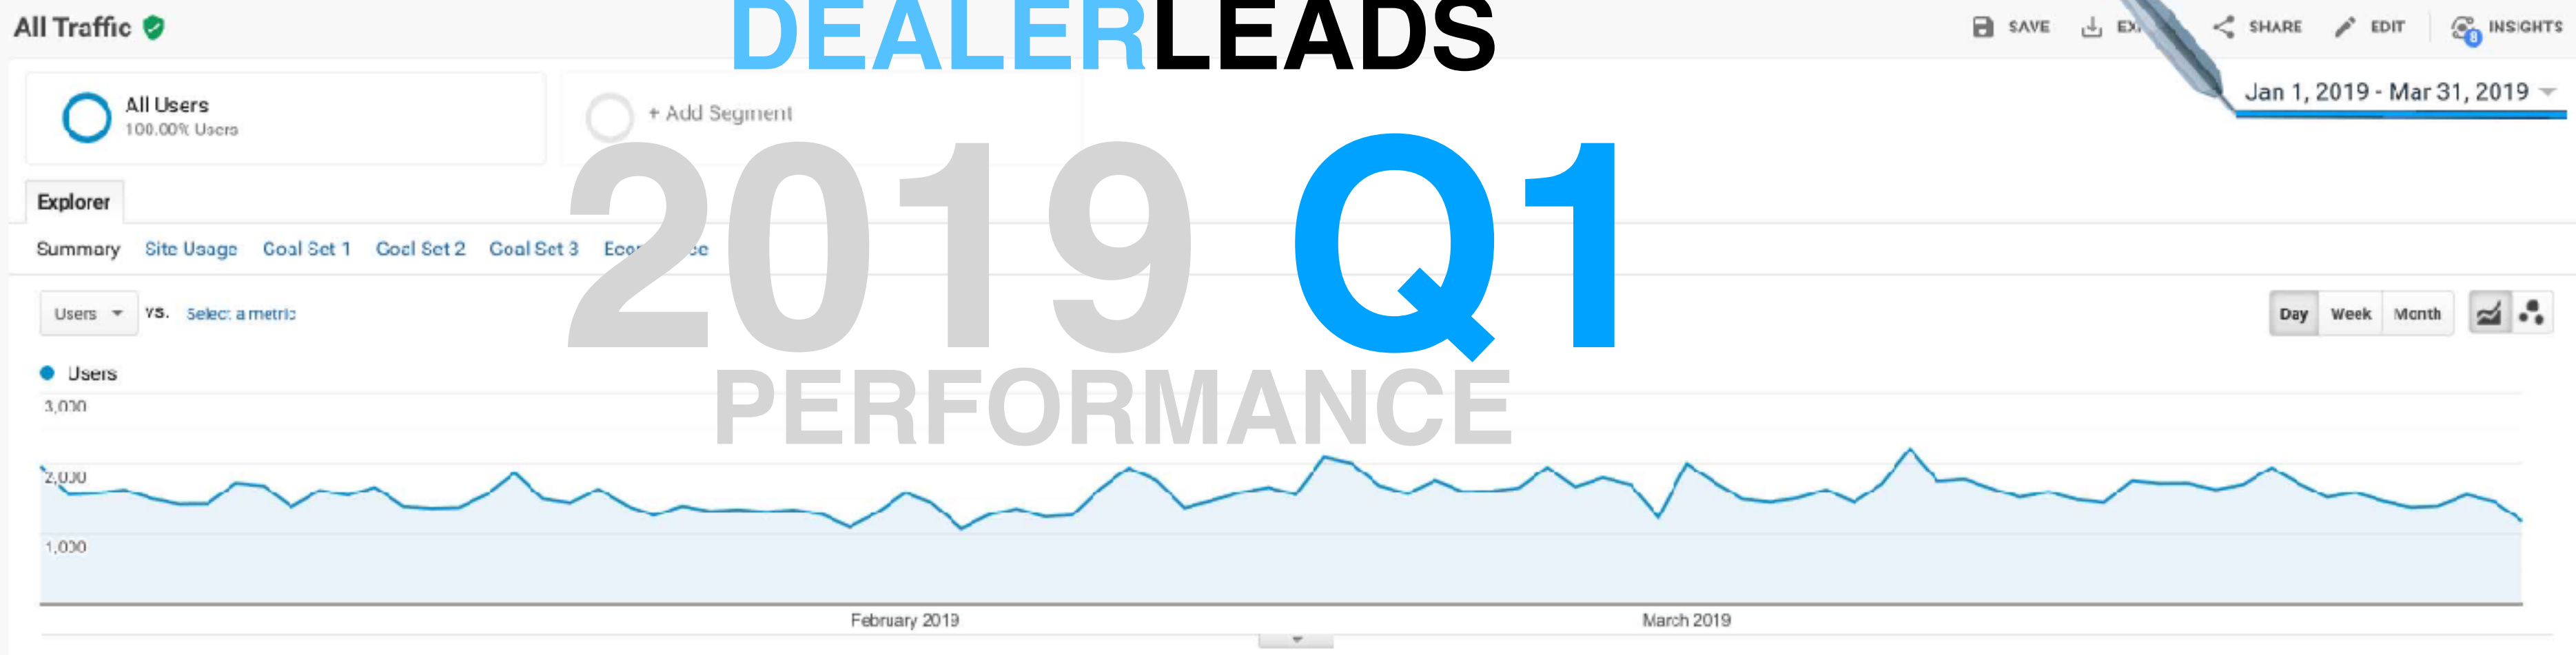 All Traffic
DEALERLEADS
SAVE
SHARE
EDIT
8
INSIGHTS
All Users
100.00% Users
+ Add Segment
Jan 1, 2019 - Mar 31, 2019
2019 Q1
Explorer
Summary Site Usage Goal Set 1 Goal Set 2 Goal Set 3
Users VS. Select a metric
Day Week Month
PERFORMANCE
Users
3,000
2,000
1,000
February 2019
March 2019